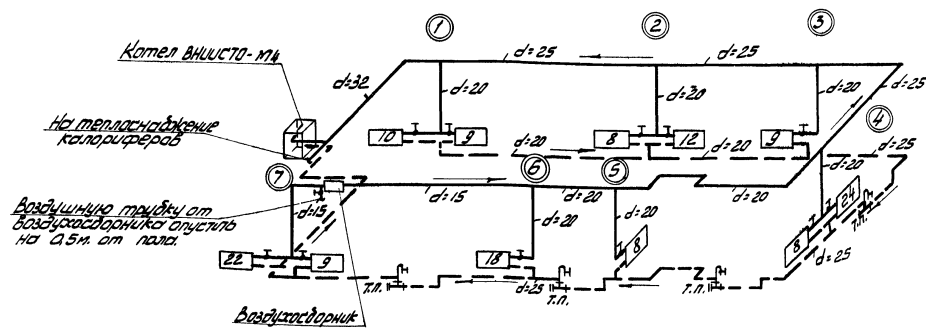 1
2
3
Котел ВНИИСТО-М4
d=25
d=25
d=25
d=32
d=20
d=20
d=20
4
На теплоснабжение
калориферов
10
9
8
12
9
d=20
d=20
d=25
7
6
5
d=15
d=20
Воздушную трубку от
воздухосборника опустить
на 0,5м. от пола.
d=15
d=20
d=20
d=20
24
т.п.
8
22
9
18
8
d=25
т.п.
d=25
т.п.
т.п.
Воздухосборник